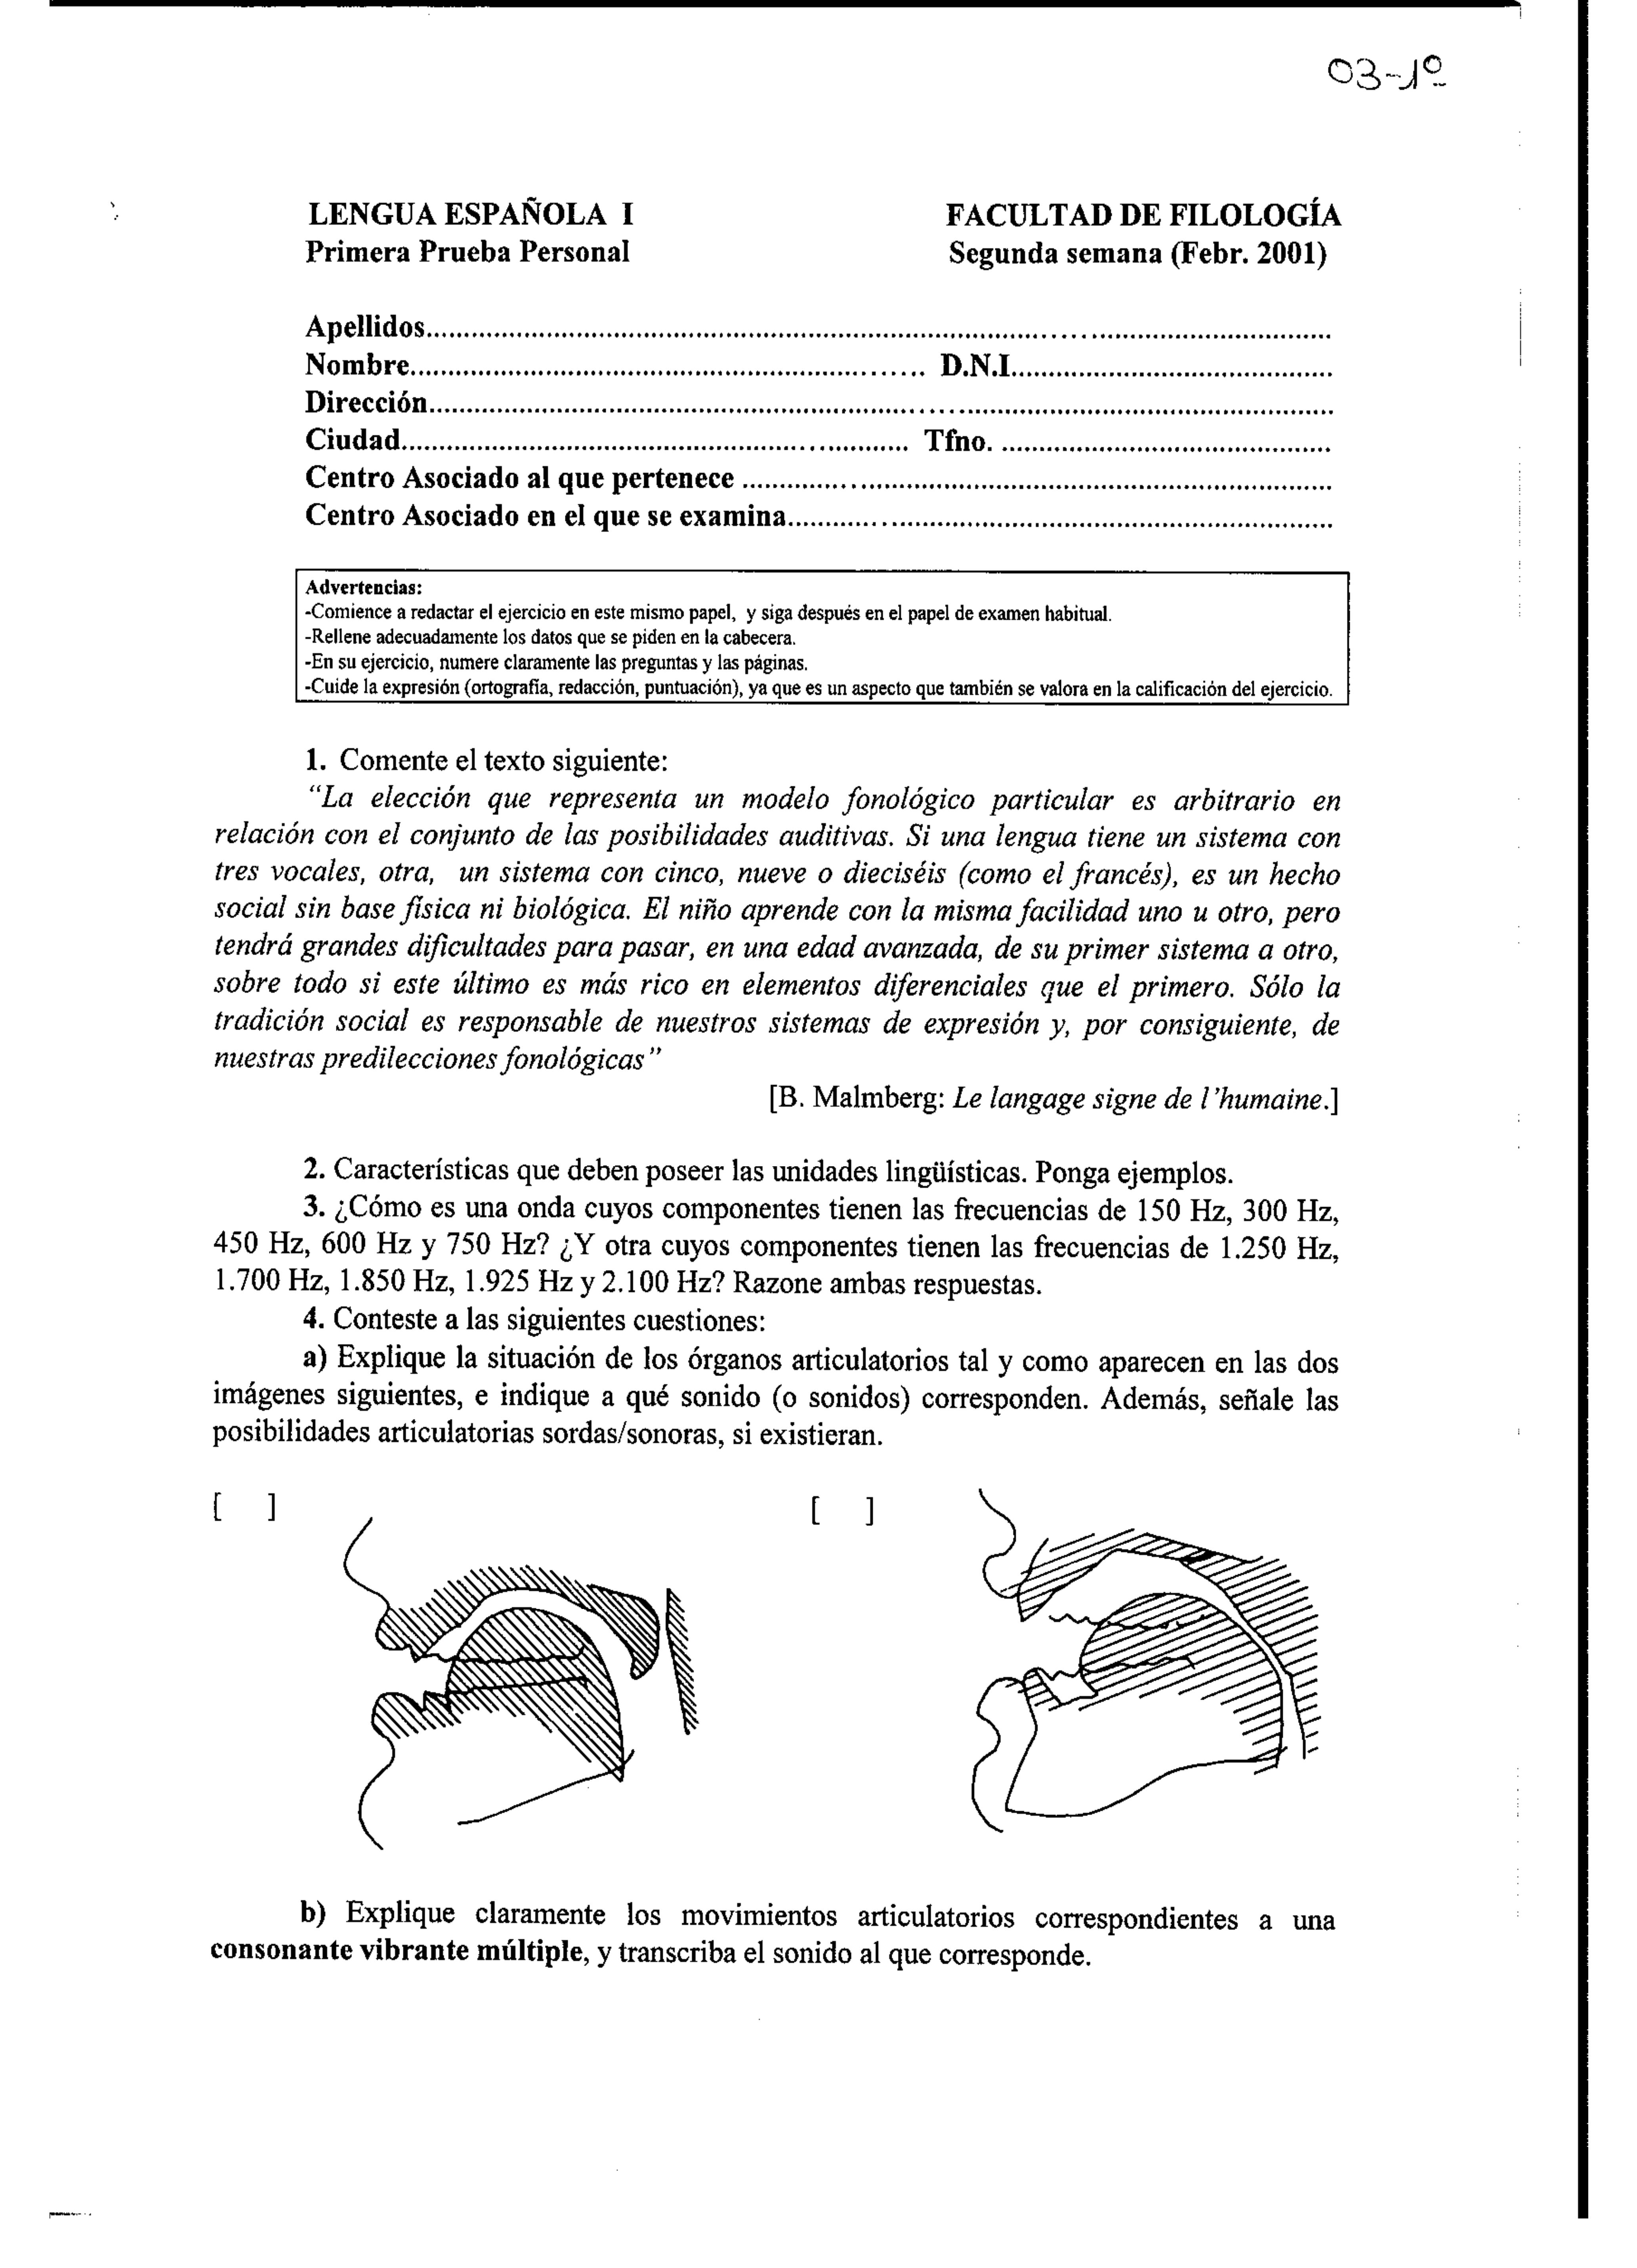 03-1º
LENGUA ESPAÑOLA I FACULTAD DE FILOLOGÍA
Primera Prueba Personal Segunda semana (Febr. 2001)
Apellidos..........
Nombre.......... D.N.I..........
Dirección..........
Ciudad.......... Tfno. ..........
Centro Asociado al que pertenece ..........
Centro Asociado en el que se examina..........
Advertencias:
-Comience a redactar el ejercicio en este mismo papel, y siga después en el papel de examen habitual.
-Rellene adecuadamente los datos que se piden en la cabecera.
-En su ejercicio, numere claramente las preguntas y las páginas.
-Cuide la expresión (ortografía, redacción, puntuación), ya que es un aspecto que también se valora en la calificación del ejercicio.
1. Comente el texto siguiente:
“La elección que representa un modelo fonológico particular es arbitrario en
relación con el conjunto de las posibilidades auditivas. Si una lengua tiene un sistema con
tres vocales, otra, un sistema con cinco, nueve o dieciséis (como el francés), es un hecho
social sin base física ni biológica. El niño aprende con la misma facilidad uno u otro, pero
tendrá grandes dificultades para pasar, en una edad avanzada, de su primer sistema a otro,
sobre todo si este último es más rico en elementos diferenciales que el primero. Sólo la
tradición social es responsable de nuestros sistemas de expresión y, por consiguiente, de
nuestras predilecciones fonológicas”
[B. Malmberg: Le langage signe de l’humaine.]
2. Características que deben poseer las unidades lingüísticas. Ponga ejemplos.
3. ¿Cómo es una onda cuyos componentes tienen las frecuencias de 150 Hz, 300 Hz,
450 Hz, 600 Hz y 750 Hz? ¿Y otra cuyos componentes tienen las frecuencias de 1.250 Hz,
1.700 Hz, 1.850 Hz, 1.925 Hz y 2.100 Hz? Razone ambas respuestas.
4. Conteste a las siguientes cuestiones:
a) Explique la situación de los órganos articulatorios tal y como aparecen en las dos
imágenes siguientes, e indique a qué sonido (o sonidos) corresponden. Además, señale las
posibilidades articulatorias sordas/sonoras, si existieran.
[ ] [ ]
b) Explique claramente los movimientos articulatorios correspondientes a una
consonante vibrante múltiple, y transcriba el sonido al que corresponde.